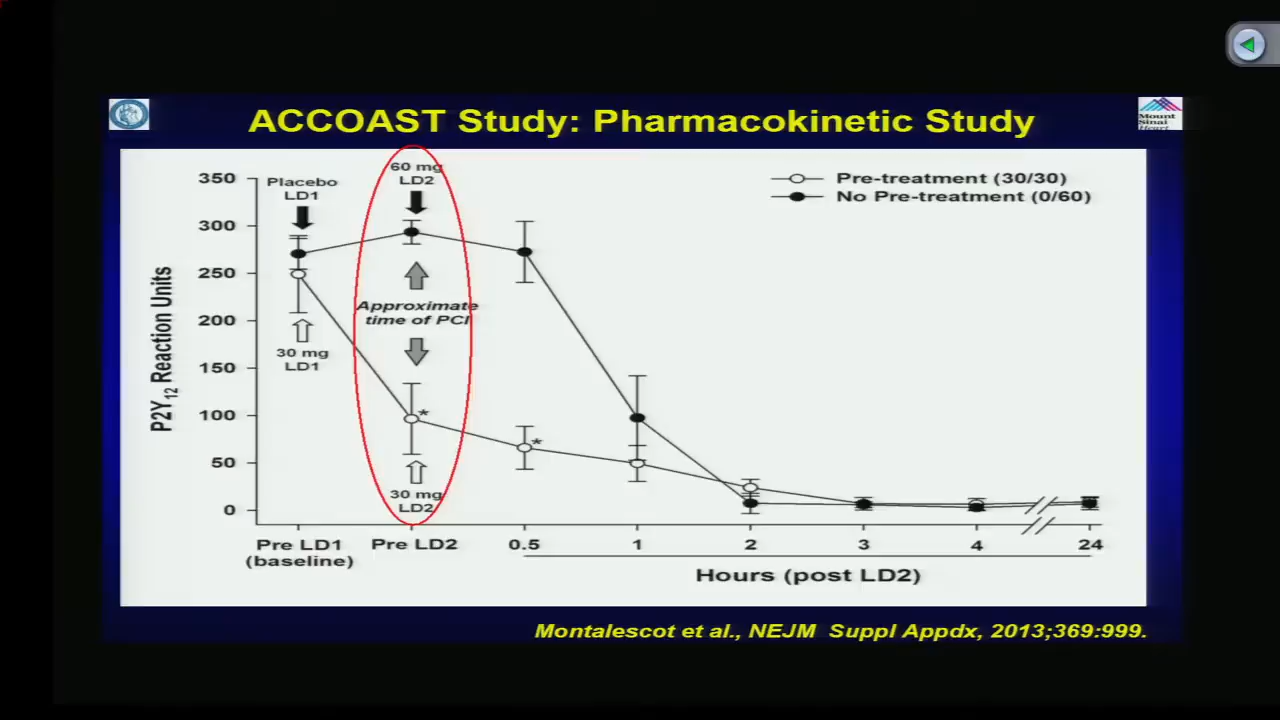 ACCOAST Study: Pharmacokinetic Study
Mount
Sinai
Heart
350
300
250
200
150
100
50
0
P2Y12 Reaction Units
Placebo
LD1
60 mg
LD2
Pre-treatment (30/30)
No Pre-treatment (0/60)
Approximate
time of PCI
30 mg
LD1
*
*
30 mg
LD2
Pre LD1
(baseline)
Pre LD2
0.5
1
2
3
4
24
Hours (post LD2)
Montalescot et al., NEJM Suppl Appdx, 2013;369:999.